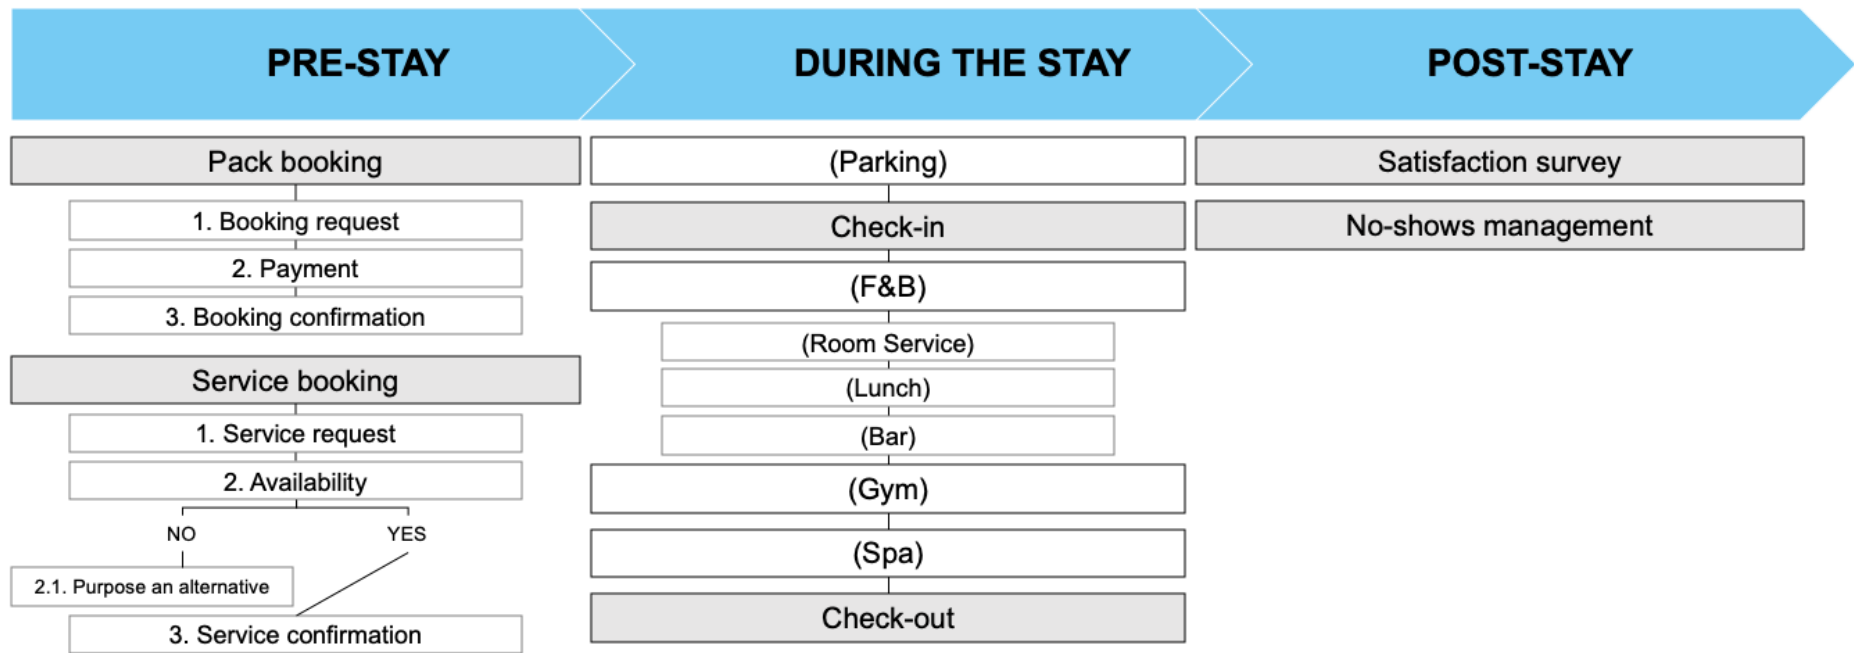 PRE-STAY
DURING THE STAY
POST-STAY
Pack booking
1. Booking request
2. Payment
3. Booking confirmation
Service booking
1. Service request
2. Availability
NO
YES
2.1. Purpose an alternative
3. Service confirmation
(Parking)
Check-in
(F&B)
(Room Service)
(Lunch)
(Bar)
(Gym)
(Spa)
Check-out
Satisfaction survey
No-shows management